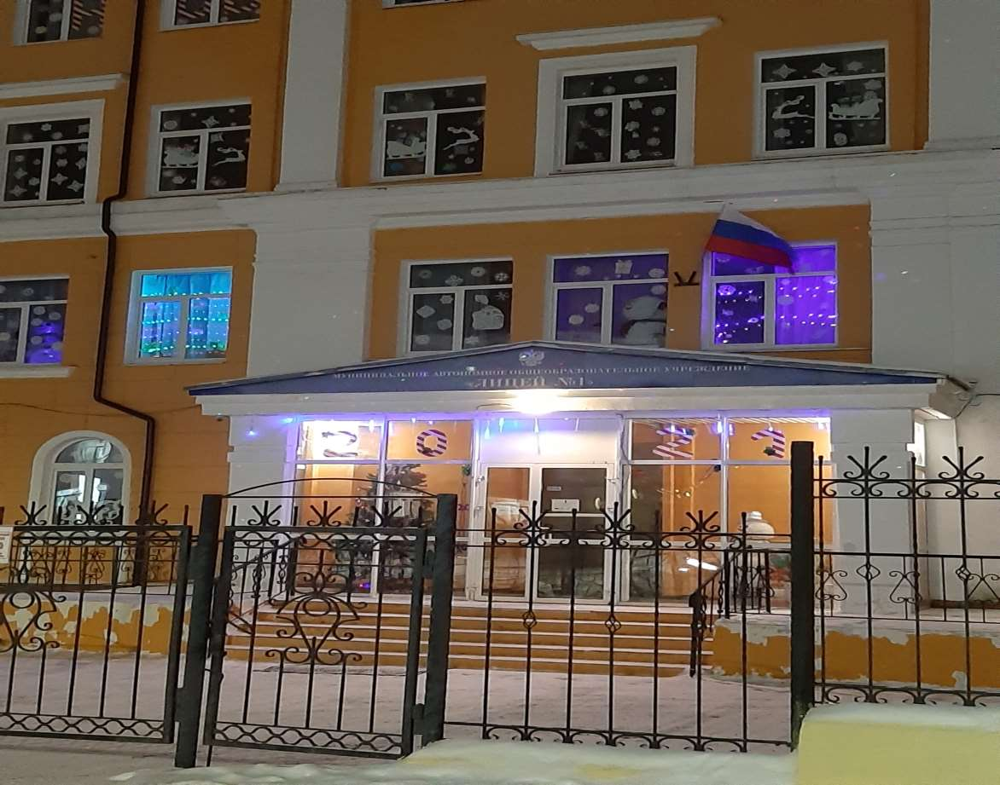 МУНИЦИПАЛЬНОЕ АВТОНОМНОЕ ОБЩЕОБРАЗОВАТЕЛЬНОЕ УЧРЕЖДЕНИЕ
«ЛИЦЕЙ №1»